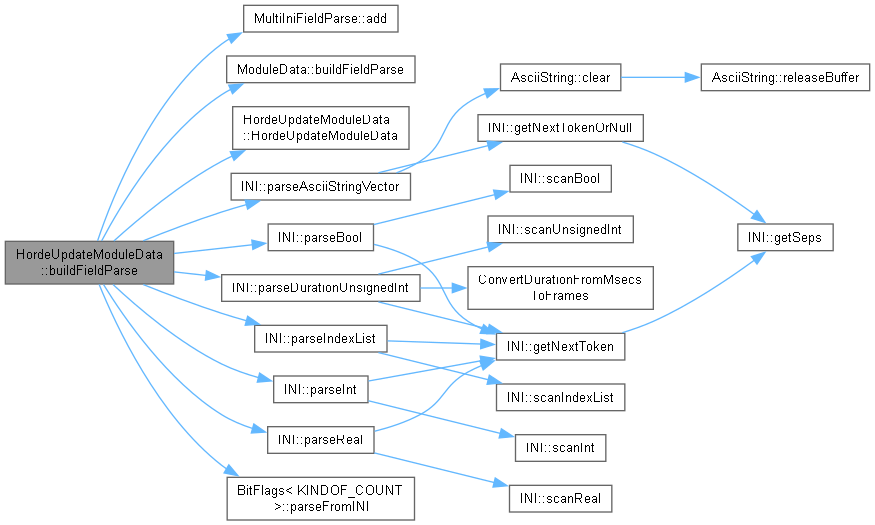 MultiIniFieldParse::add
ModuleData::buildFieldParse
HordeUpdateModuleData
::HordeUpdateModuleData
INI::parseAsciiStringVector
INI::parseBool
INI::parseDurationUnsignedInt
INI::parseIndexList
INI::parseInt
INI::parseReal
BitFlags< KINDOF_COUNT
>::parseFromINI
HordeUpdateModuleData
::buildFieldParse
AsciiString::clear
AsciiString::releaseBuffer
INI::getNextTokenOrNull
INI::scanBool
INI::scanUnsignedInt
ConvertDurationFromMsecs
ToFrames
INI::getNextToken
INI::scanIndexList
INI::scanInt
INI::scanReal
INI::getSeps